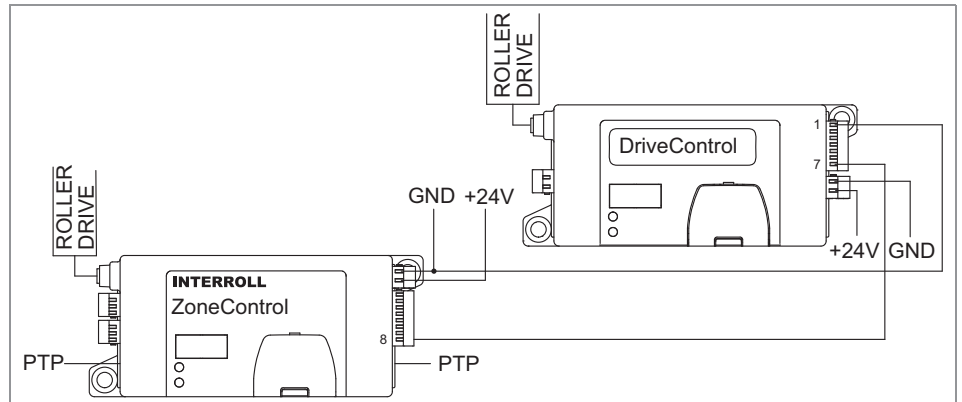 ROLLER
DRIVE
1
DriveControl
7
ROLLER
DRIVE
GND +24V
+24V GND
INTERROLL
ZoneControl
8
PTP
PTP